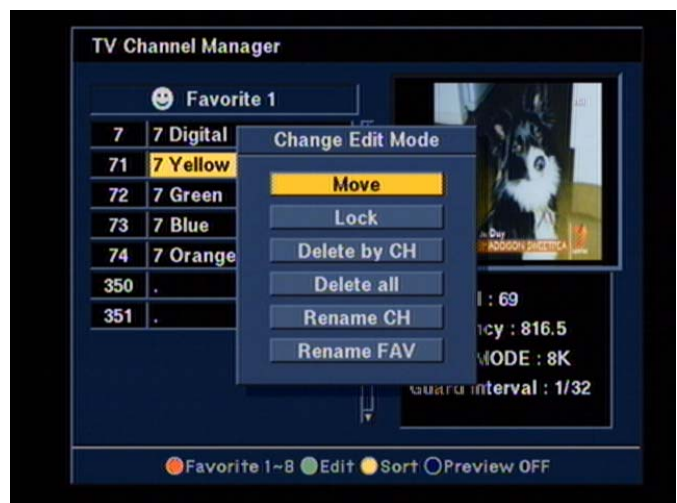 TV Channel Manager
Favorite 1
7 7 Digital
71 7 Yellow
72 7 Green
73 7 Blue
74 7 Orange
350 .
351 .
Change Edit Mode
Move
Lock
Delete by CH
Delete all
Rename CH
Rename FAV
: 69
: 816.5
MODE : 8K
Guard Interval : 1/32
Favorite 1~8 Edit Sort Preview OFF